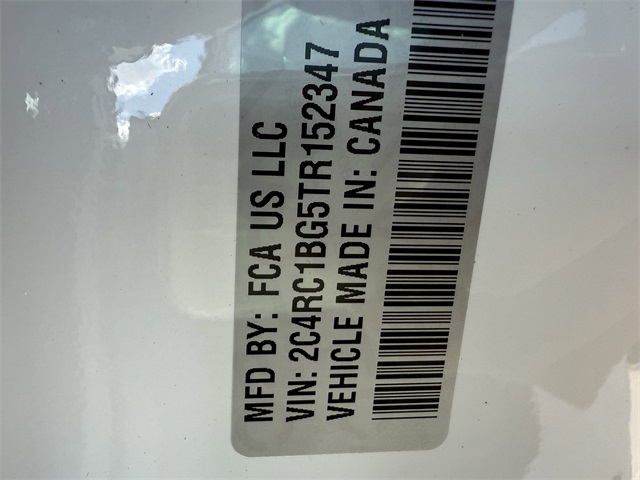 MFD BY: FCA US LLC
VIN: 2C4RC1BG5TR152347
VEHICLE MADE IN: CANADA